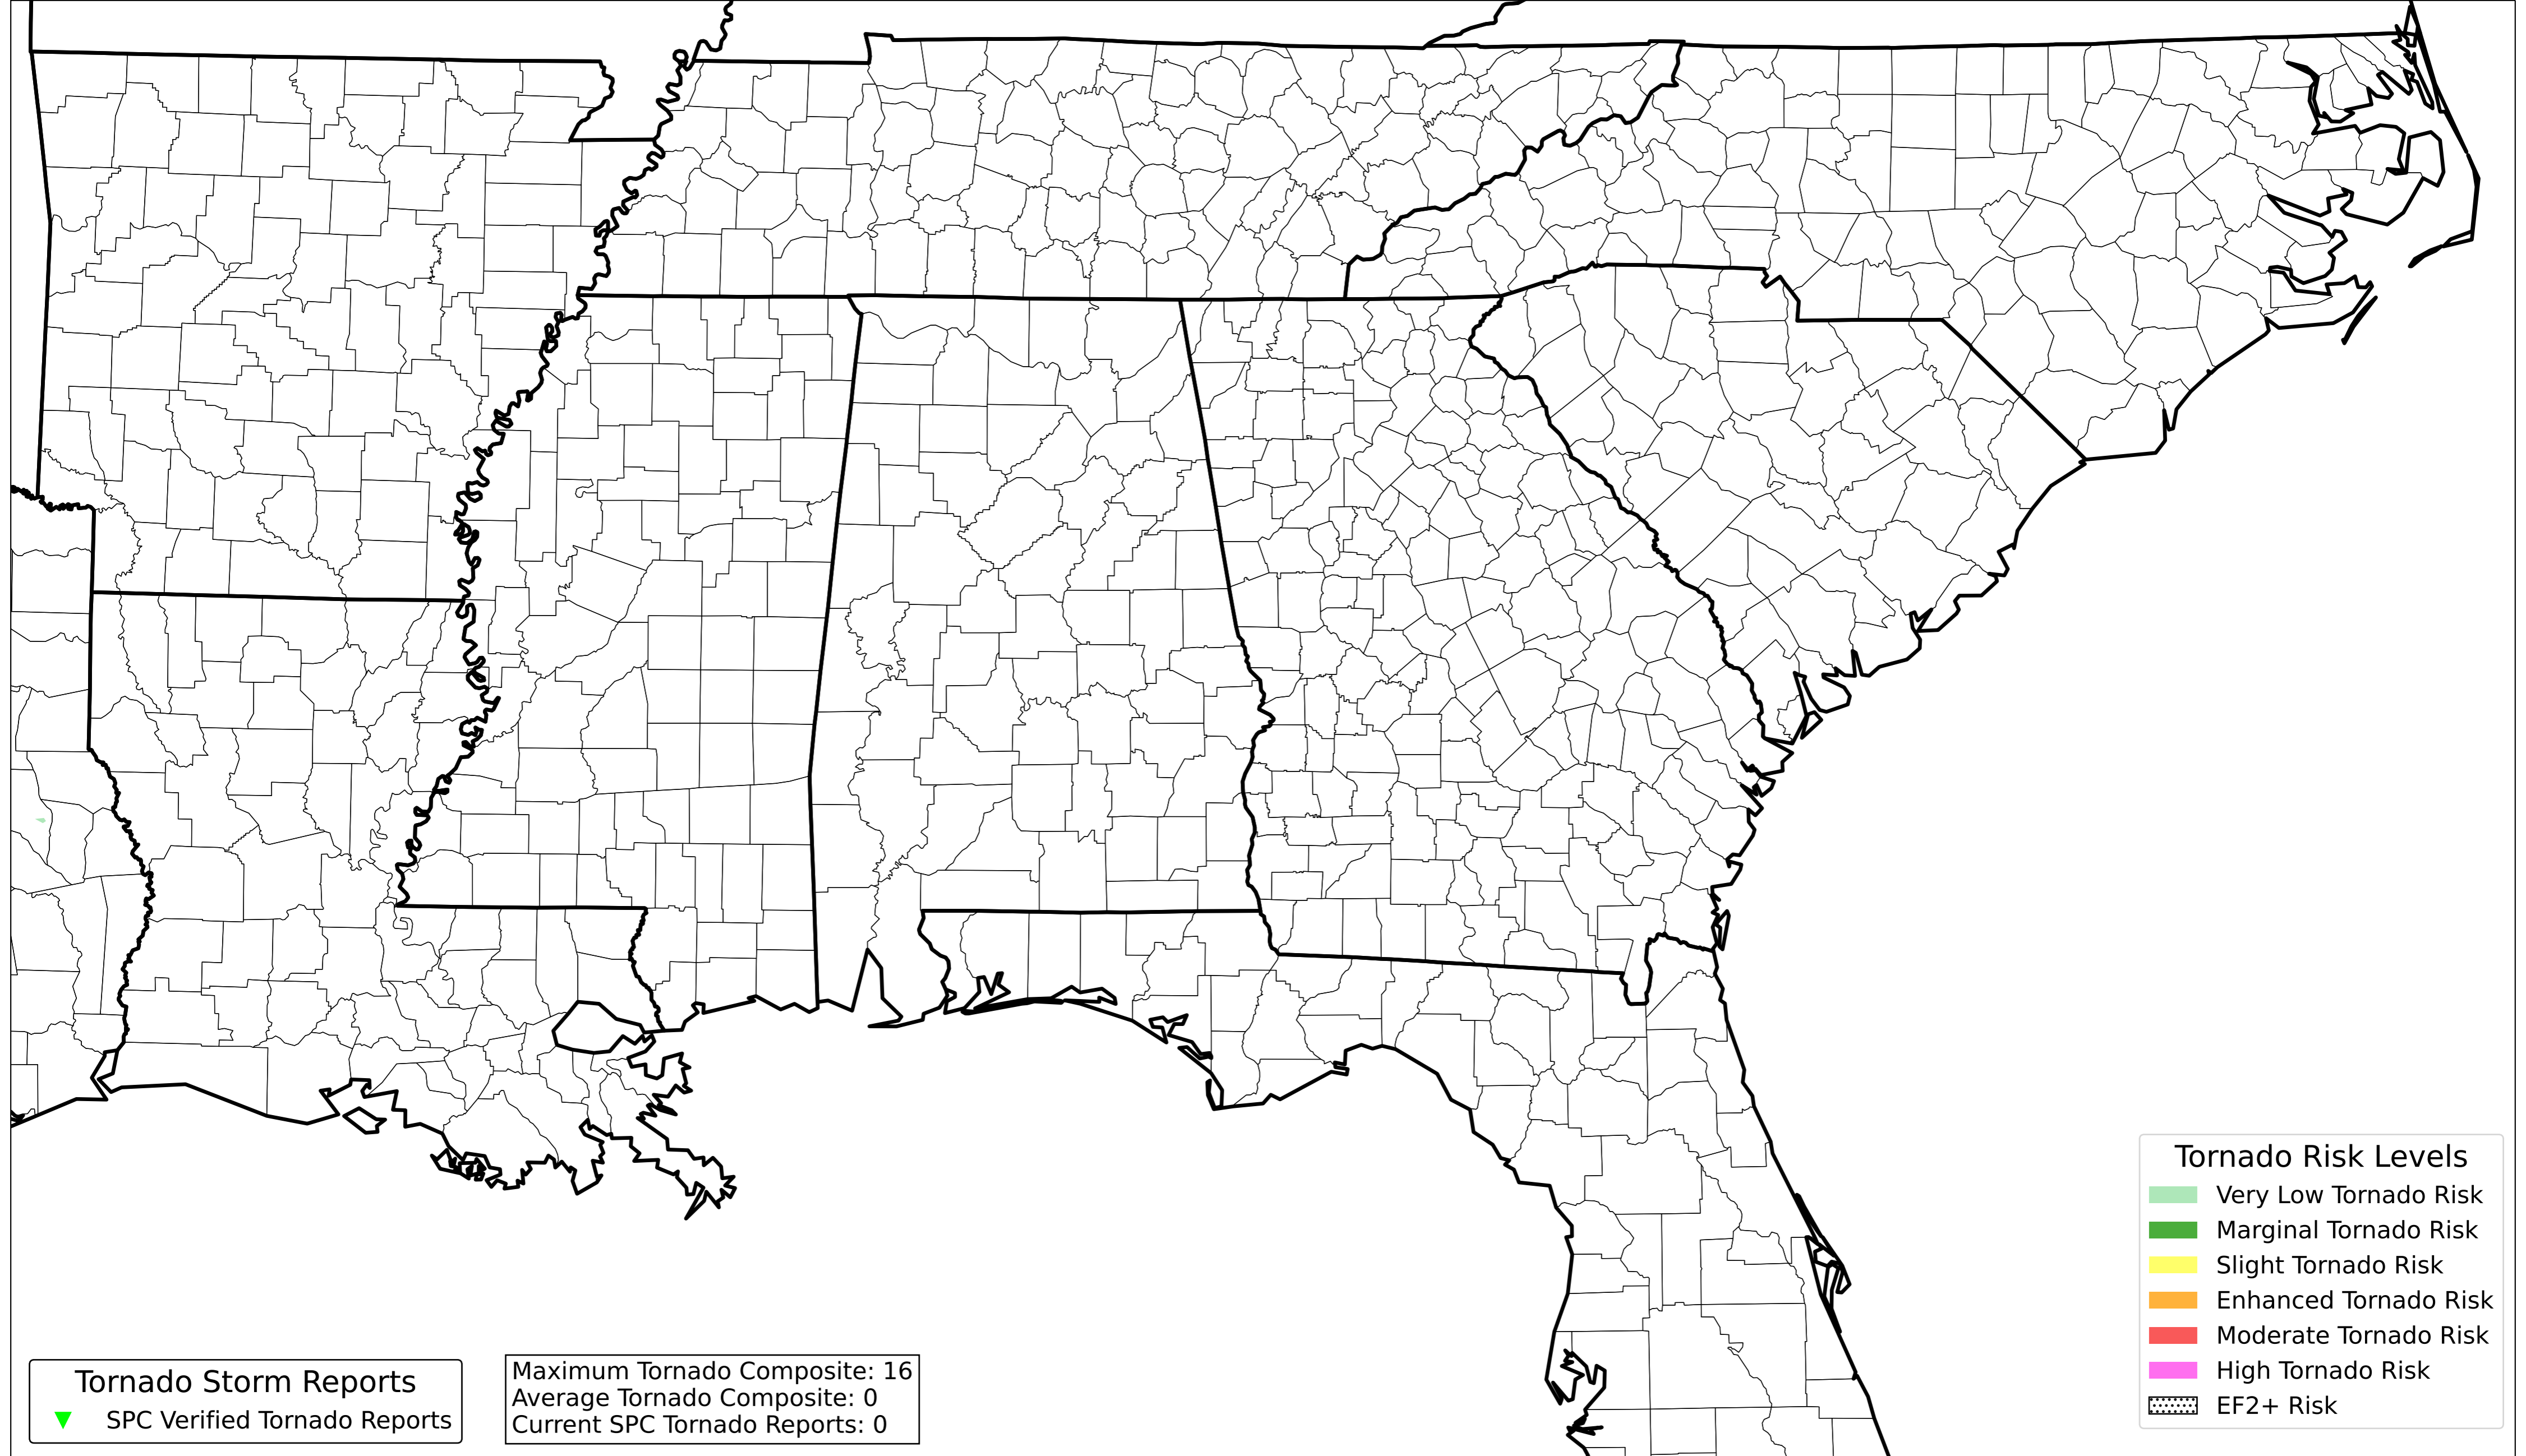 Tornado Storm Reports
SPC Verified Tornado Reports
Maximum Tornado Composite: 16
Average Tornado Composite: 0
Current SPC Tornado Reports: 0
Tornado Risk Levels
Very Low Tornado Risk
Marginal Tornado Risk
Slight Tornado Risk
Enhanced Tornado Risk
Moderate Tornado Risk
High Tornado Risk
EF2+ Risk